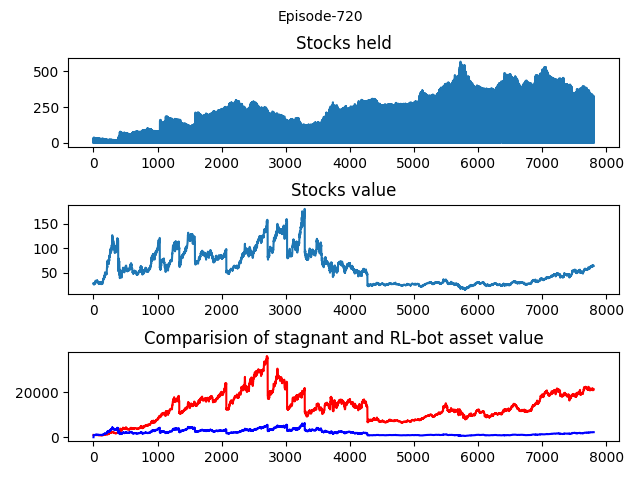 Episode-720
Stocks held
500
250
0
0 1000 2000 3000 4000 5000 6000 7000 8000
Stocks value
150
100
50
0 1000 2000 3000 4000 5000 6000 7000 8000
Comparision of stagnant and RL-bot asset value
20000
0
0 1000 2000 3000 4000 5000 6000 7000 8000